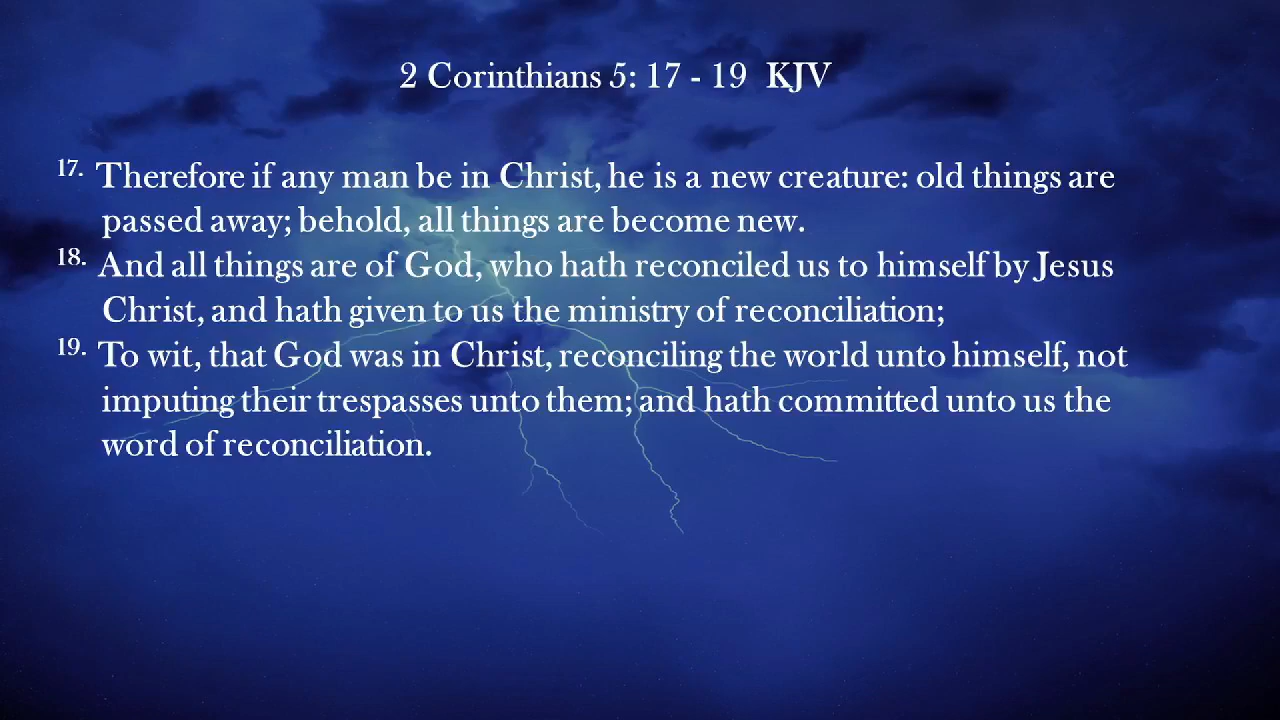 2 Corinthians 5: 17 - 19  KJV
17. Therefore if any man be in Christ, he is a new creature: old things are
passed away; behold, all things are become new.
18. And all things are of God, who hath reconciled us to himself by Jesus
Christ, and hath given to us the ministry of reconciliation;
19. To wit, that God was in Christ, reconciling the world unto himself, not
imputing their trespasses unto them; and hath committed unto us the
word of reconciliation.